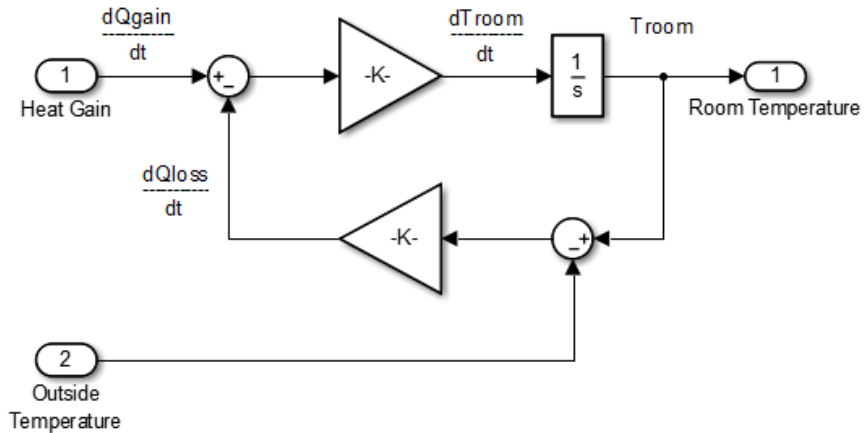 dQgain
dt
dTroom
dt
Troom
1
Heat Gain
+
-
-K-
1
s
1
Room Temperature
dQloss
dt
-K-
-
+
2
Outside
Temperature